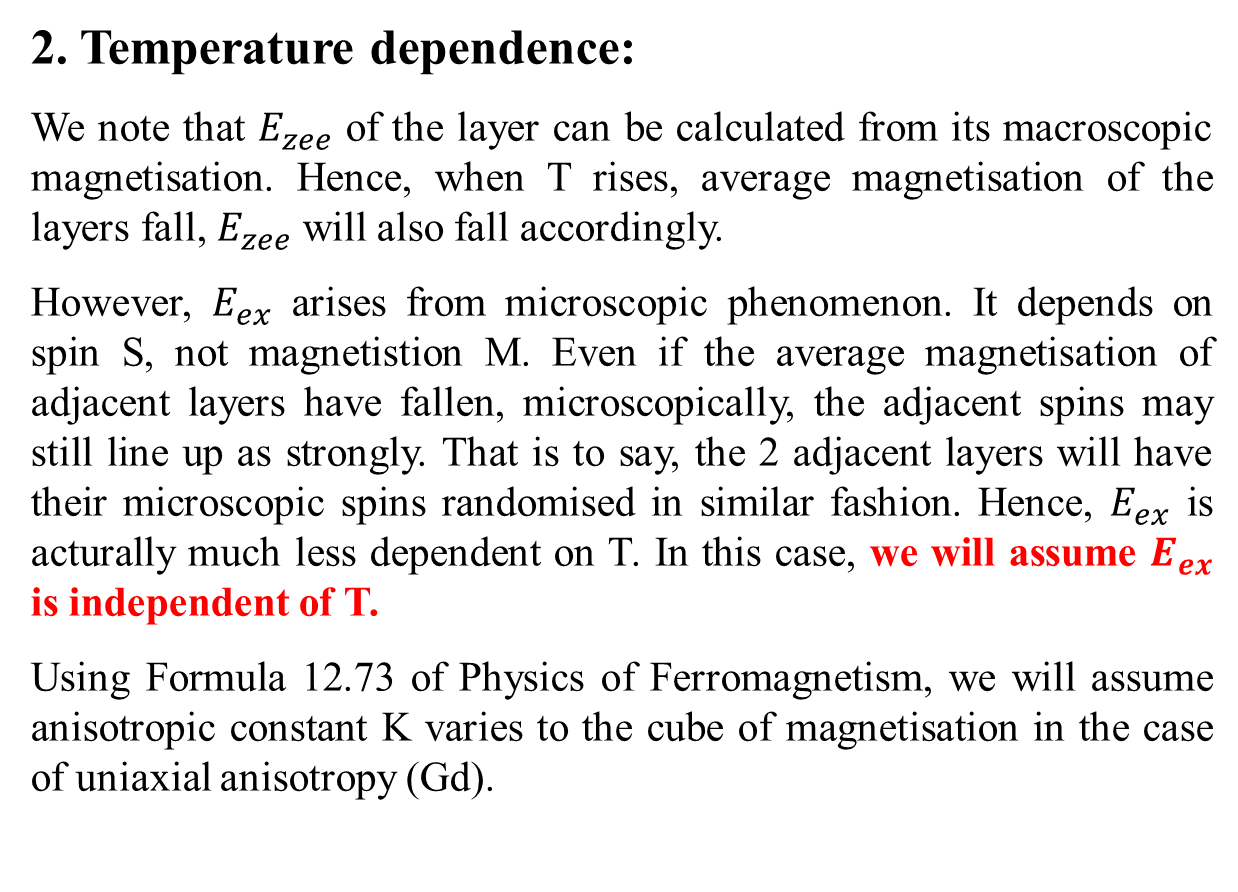 2. Temperature dependence:
We note that E_zee of the layer can be calculated from its macroscopic
magnetisation. Hence, when T rises, average magnetisation of the
layers fall, E_zee will also fall accordingly.
However, E_ex arises from microscopic phenomenon. It depends on
spin S, not magnetistion M. Even if the average magnetisation of
adjacent layers have fallen, microscopically, the adjacent spins may
still line up as strongly. That is to say, the 2 adjacent layers will have
their microscopic spins randomised in similar fashion. Hence, E_ex is
acturally much less dependent on T. In this case, we will assume E_ex
is independent of T.
Using Formula 12.73 of Physics of Ferromagnetism, we will assume
anisotropic constant K varies to the cube of magnetisation in the case
of uniaxial anisotropy (Gd).